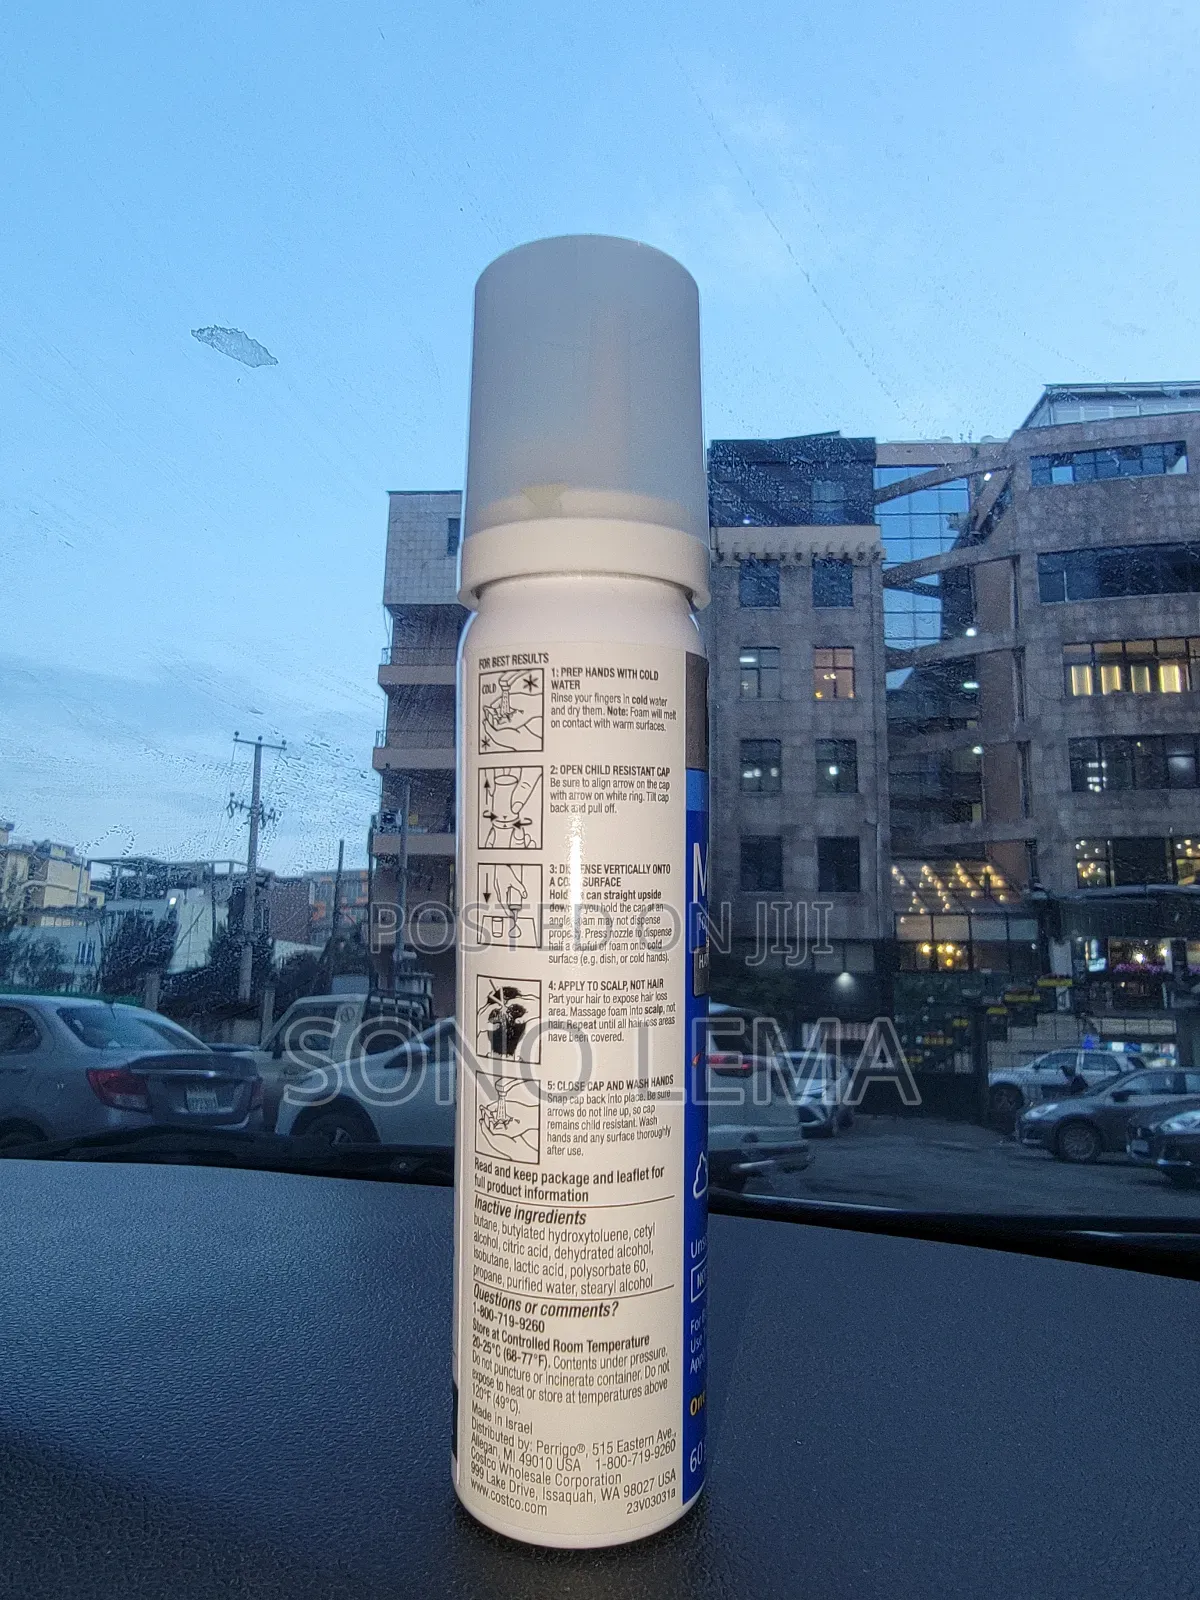 FOR BEST RESULTS
COLD
1: PREP HANDS WITH COLD
WATER
Rinse your fingers in cold water
and dry them. Note: Foam will melt
on contact with warm surfaces.
2: OPEN CHILD RESISTANT CAP
Be sure to align arrow on the cap
with arrow on white ring. Tilt cap
back and pull off.
3: DISPENSE VERTICALLY ONTO
A COLD SURFACE
Hold can straight upside
you hold the can at an
angle, foam may not dispense
properly. Press nozzle to dispense
half a capful of foam onto cold
surface (e.g. dish, or cold hands).
4: APPLY TO SCALP, NOT HAIR
Part your hair to expose hair loss
area. Massage foam into scalp, not
hair. Repeat until all hair loss areas
have been covered.
5: CLOSE CAP AND WASH HANDS
Snap cap back into place. Be sure
arrows do not line up, so cap
remains child resistant. Wash
hands and any surface thoroughly
after use.
Read and keep package and leaflet for
full product information
Inactive ingredients
butane, butylated hydroxytoluene, cetyl
alcohol, citric acid, dehydrated alcohol,
isobutane, lactic acid, polysorbate 60,
propane, purified water, stearyl alcohol
Questions or comments?
1-800-719-9260
Store at Controlled Room Temperature
20-25°C (68-77°F). Contents under pressure.
Do not puncture or incinerate container. Do not
expose to heat or store at temperatures above
120°F (49°C).
Made in Israel
Distributed by: Perrigo®, 515 Eastern Ave.,
Allegan, MI 49010 USA 1-800-719-9260
Costco Wholesale Corporation
999 Lake Drive, Issaquah, WA 98027 USA
www.costco.com
23V03031a
M
For
Use
60
POSTED ON JIJI
SONO LEMA